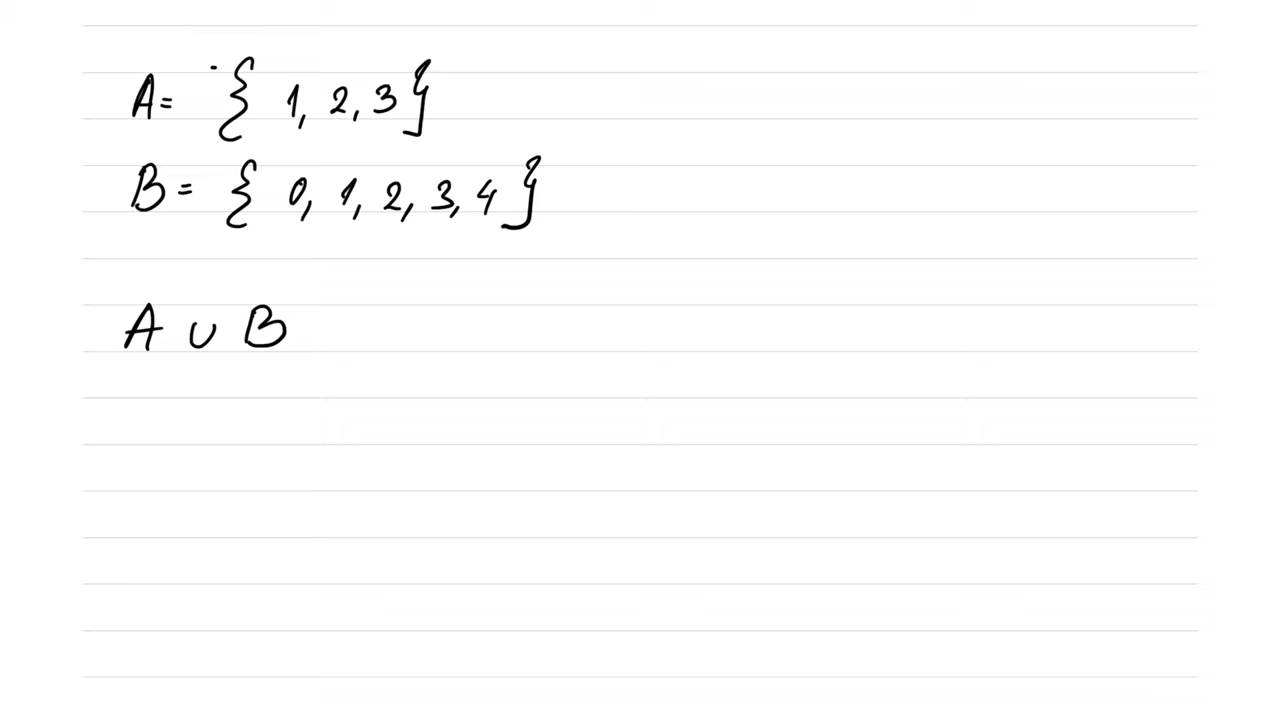 A = { 1, 2, 3 }
B = { 0, 1, 2, 3, 4 }
A ∪ B